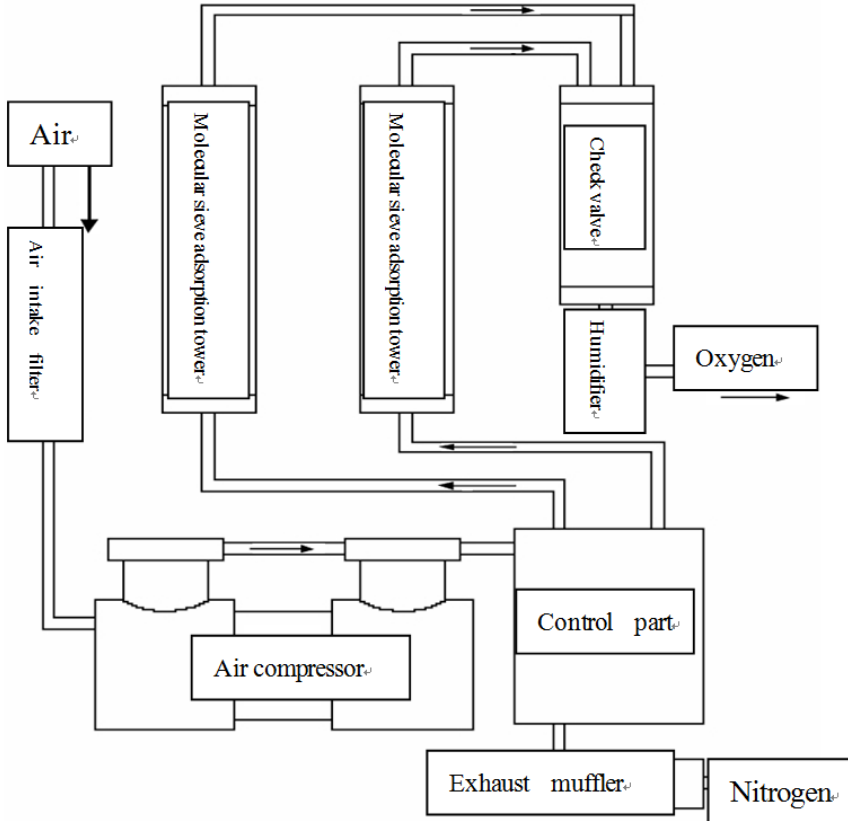 Air
Air intake filter
Molecular sieve adsorption tower
Molecular sieve adsorption tower
Check valve
Humidifier
Oxygen
Control part
Air compressor
Exhaust muffler
Nitrogen